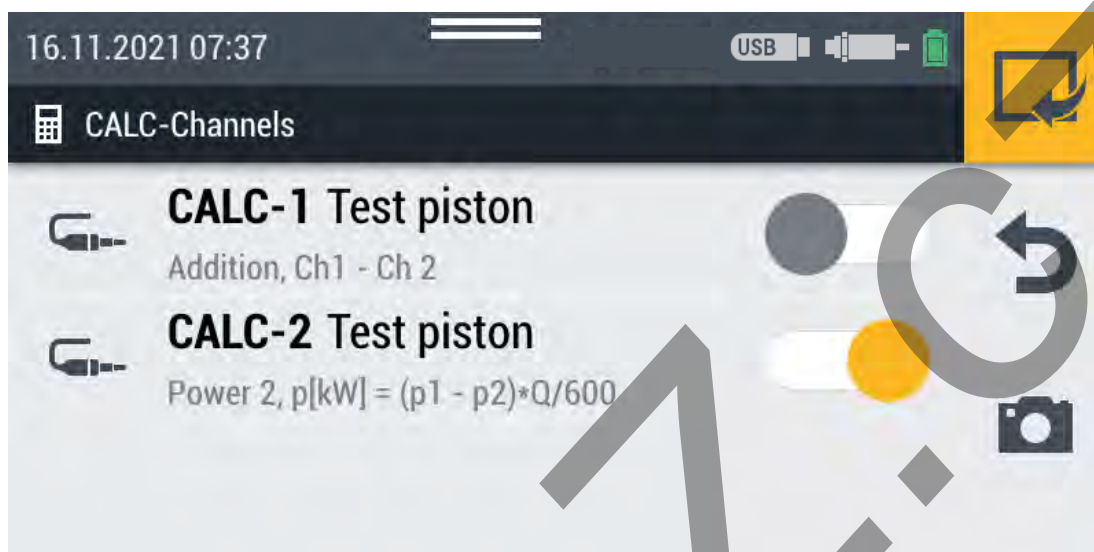 16.11.2021 07:37
USB
CALC-Channels
CALC-1 Test piston
Addition, Ch1 - Ch 2
CALC-2 Test piston
Power 2, p[kW] = (p1 - p2)*Q/600